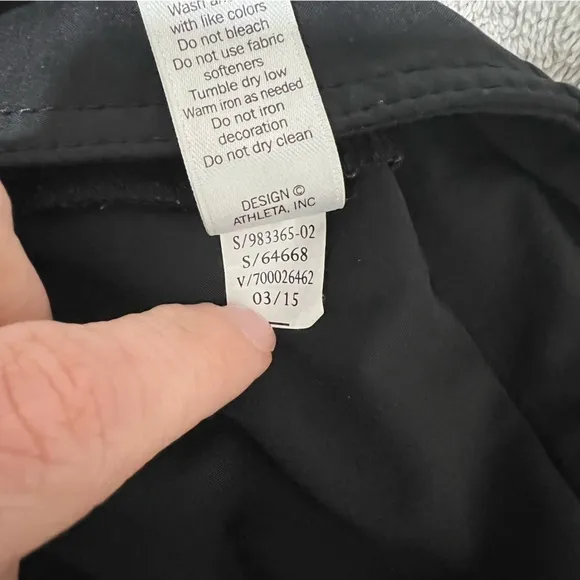 Wash
with like colors
Do not bleach
Do not use fabric
softeners
Tumble dry low
Warm iron as needed
Do not iron
decoration
Do not dry clean
DESIGN ©
ATHLETA, INC
S/983365-02
S/64668
V/700026462
03/15